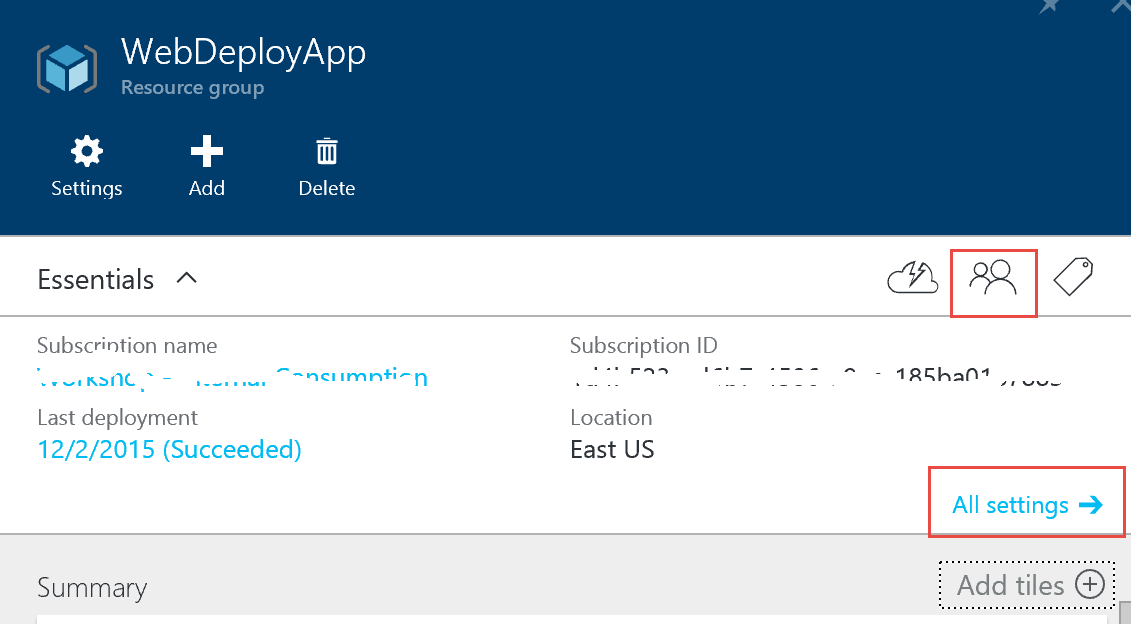 WebDeployApp
Resource group
Settings Add Delete
Essentials
Subscription name Subscription ID
Consumption
Last deployment Location
12/2/2015 (Succeeded) East US
All settings
Summary Add tiles